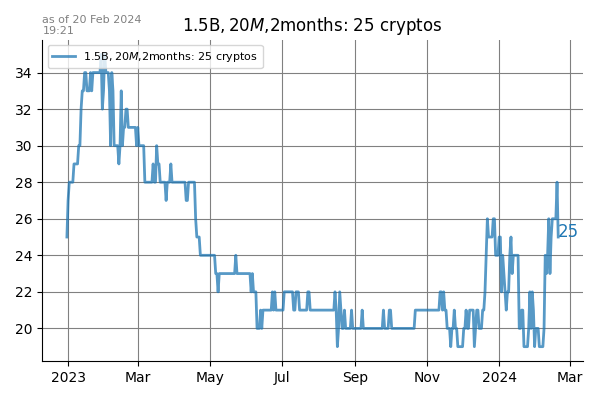 as of 20 Feb 2024
19:21
1.5B, 20M,2months: 25 cryptos
1.5B, 20M,2months: 25 cryptos
34
32
30
28
26
24
22
20
25
2023
Mar
May
Jul
Sep
Nov
2024
Mar